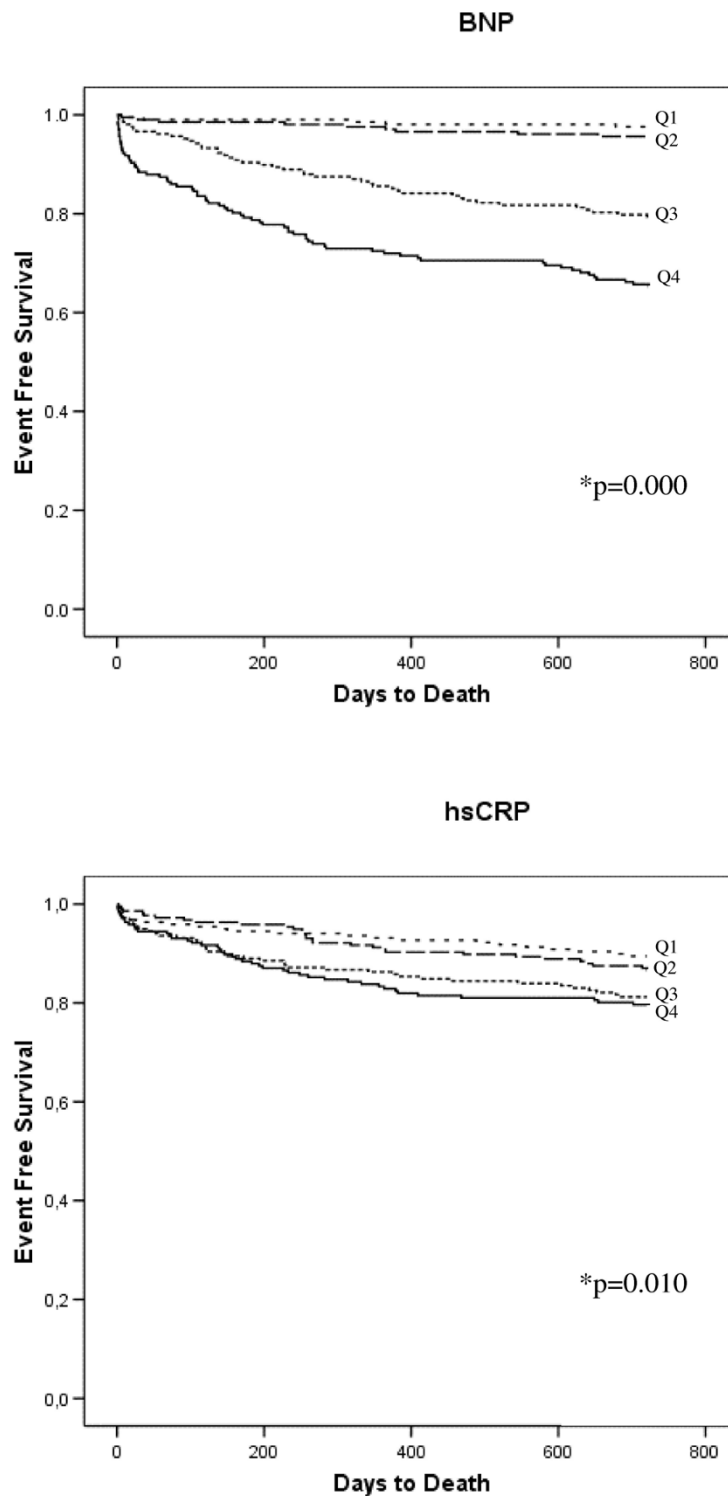 BNP
1.0
Q1
Q2
0.8
Q3
Q4
0.6
Event Free Survival
0.4
*p=0.000
0.2
0.0
0 200 400 600 800
Days to Death
hsCRP
1,0
Q1
Q2
0,8
Q3
Q4
0,6
Event Free Survival
0,4
*p=0.010
0,2
0,0
0 200 400 600 800
Days to Death